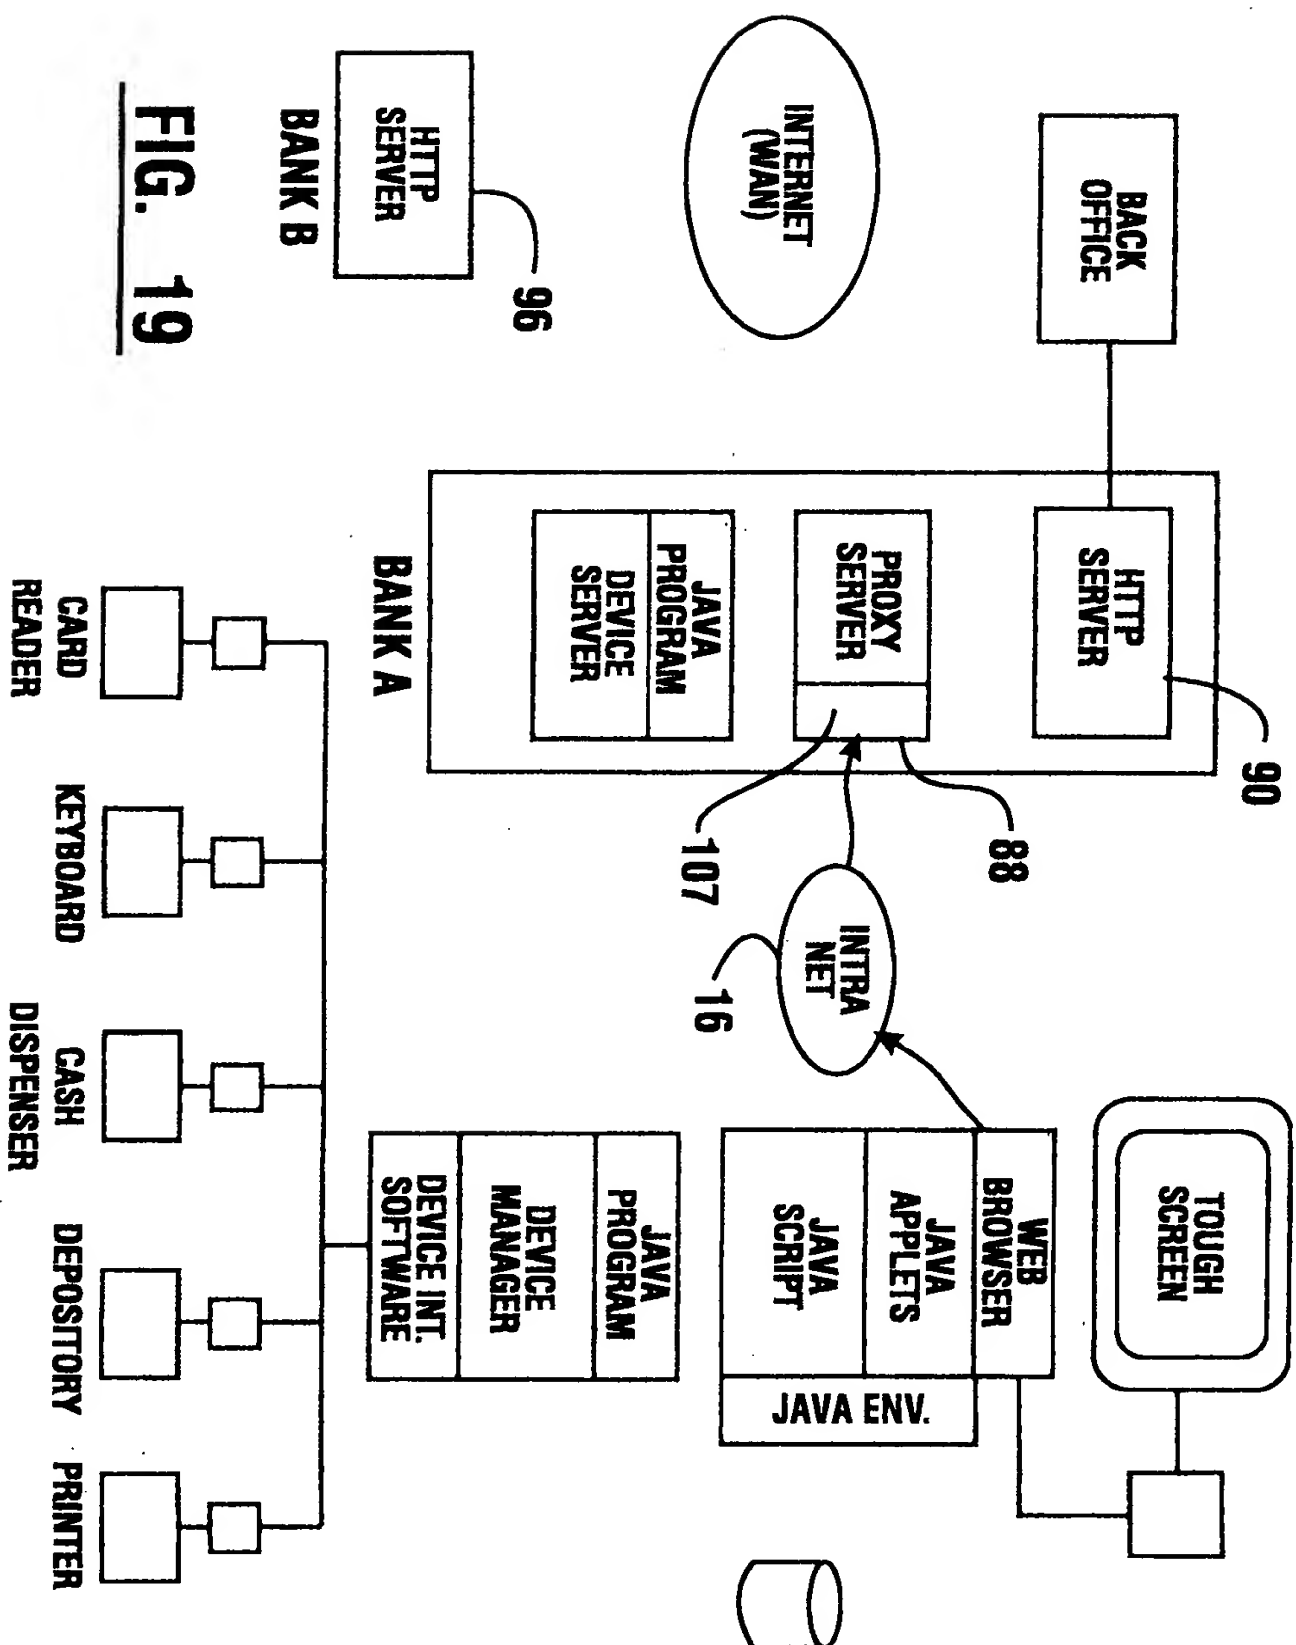 BACK
OFFICE
HTTP
SERVER
90
TOUGH
SCREEN
INTERNET
(WAN)
PROXY
SERVER
88
107
INTRA
NET
16
WEB
BROWSER
JAVA
APPLETS
JAVA
SCRIPT
JAVA ENV.
HTTP
SERVER
96
BANK B
JAVA
PROGRAM
DEVICE
SERVER
BANK A
JAVA
PROGRAM
DEVICE
MANAGER
DEVICE INT.
SOFTWARE
FIG. 19
CARD
READER
KEYBOARD
CASH
DISPENSER
DEPOSITORY
PRINTER